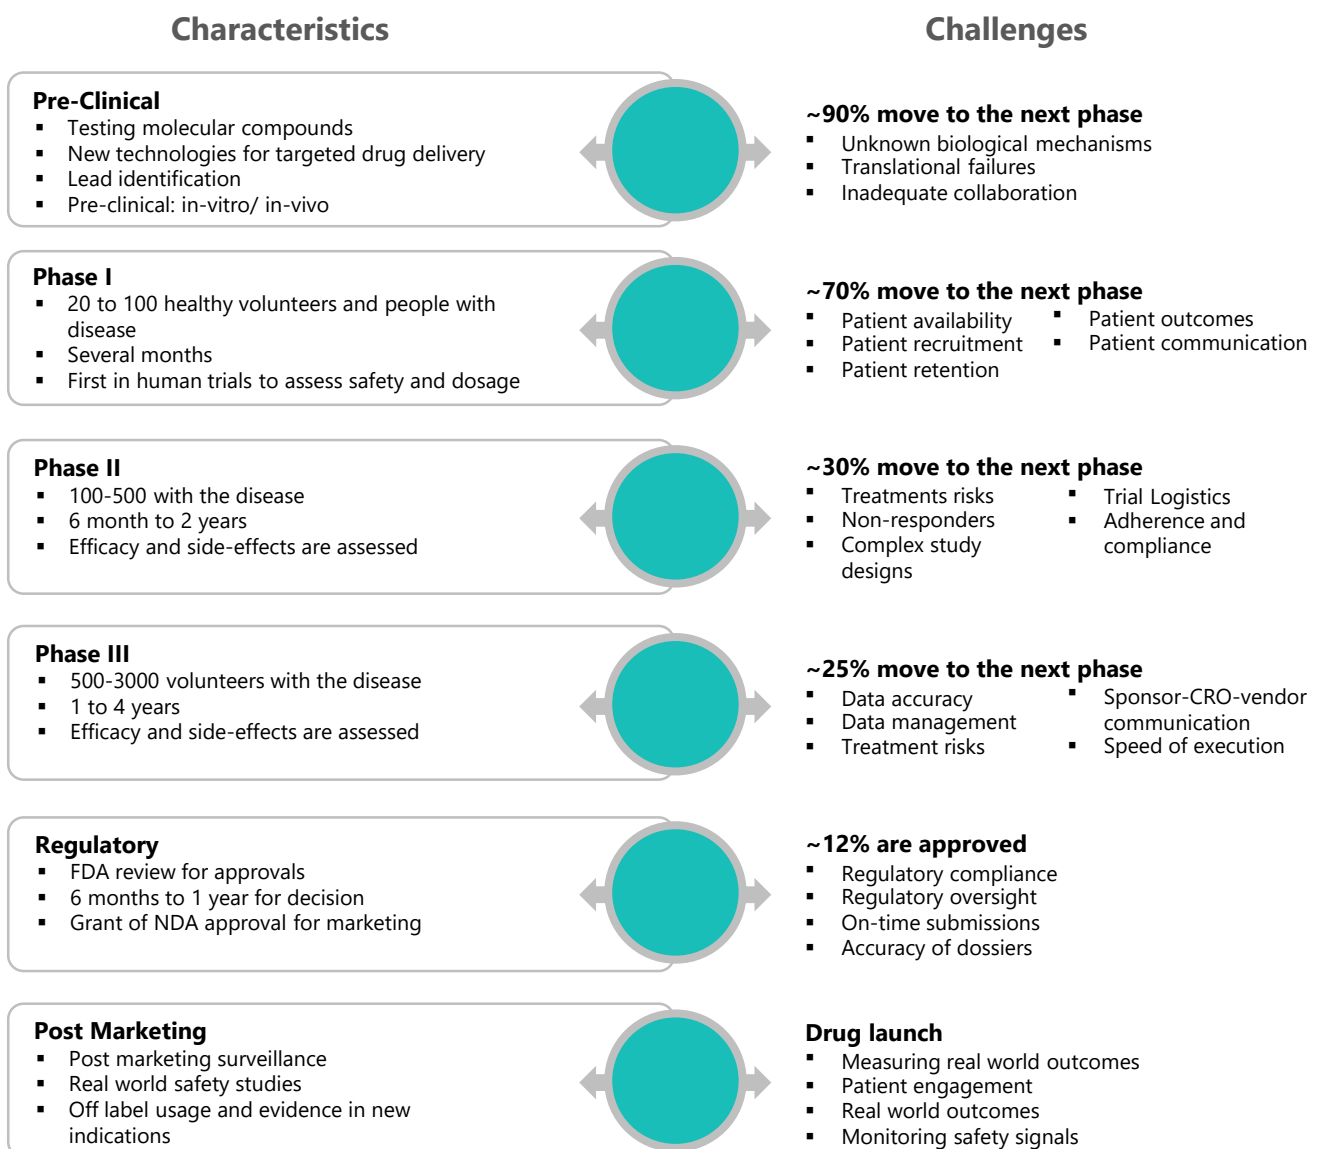 Characteristics
Challenges
Pre-Clinical
▪ Testing molecular compounds
▪ New technologies for targeted drug delivery
▪ Lead identification
▪ Pre-clinical: in-vitro/ in-vivo
~90% move to the next phase
▪ Unknown biological mechanisms
▪ Translational failures
▪ Inadequate collaboration
Phase I
▪ 20 to 100 healthy volunteers and people with
disease
▪ Several months
▪ First in human trials to assess safety and dosage
~70% move to the next phase
▪ Patient availability
▪ Patient recruitment
▪ Patient retention
▪ Patient outcomes
▪ Patient communication
Phase II
▪ 100-500 with the disease
▪ 6 month to 2 years
▪ Efficacy and side-effects are assessed
~30% move to the next phase
▪ Treatments risks
▪ Non-responders
▪ Complex study
designs
▪ Trial Logistics
▪ Adherence and
compliance
Phase III
▪ 500-3000 volunteers with the disease
▪ 1 to 4 years
▪ Efficacy and side-effects are assessed
~25% move to the next phase
▪ Data accuracy
▪ Data management
▪ Treatment risks
▪ Sponsor-CRO-vendor
communication
▪ Speed of execution
Regulatory
▪ FDA review for approvals
▪ 6 months to 1 year for decision
▪ Grant of NDA approval for marketing
~12% are approved
▪ Regulatory compliance
▪ Regulatory oversight
▪ On-time submissions
▪ Accuracy of dossiers
Post Marketing
▪ Post marketing surveillance
▪ Real world safety studies
▪ Off label usage and evidence in new
indications
Drug launch
▪ Measuring real world outcomes
▪ Patient engagement
▪ Real world outcomes
▪ Monitoring safety signals